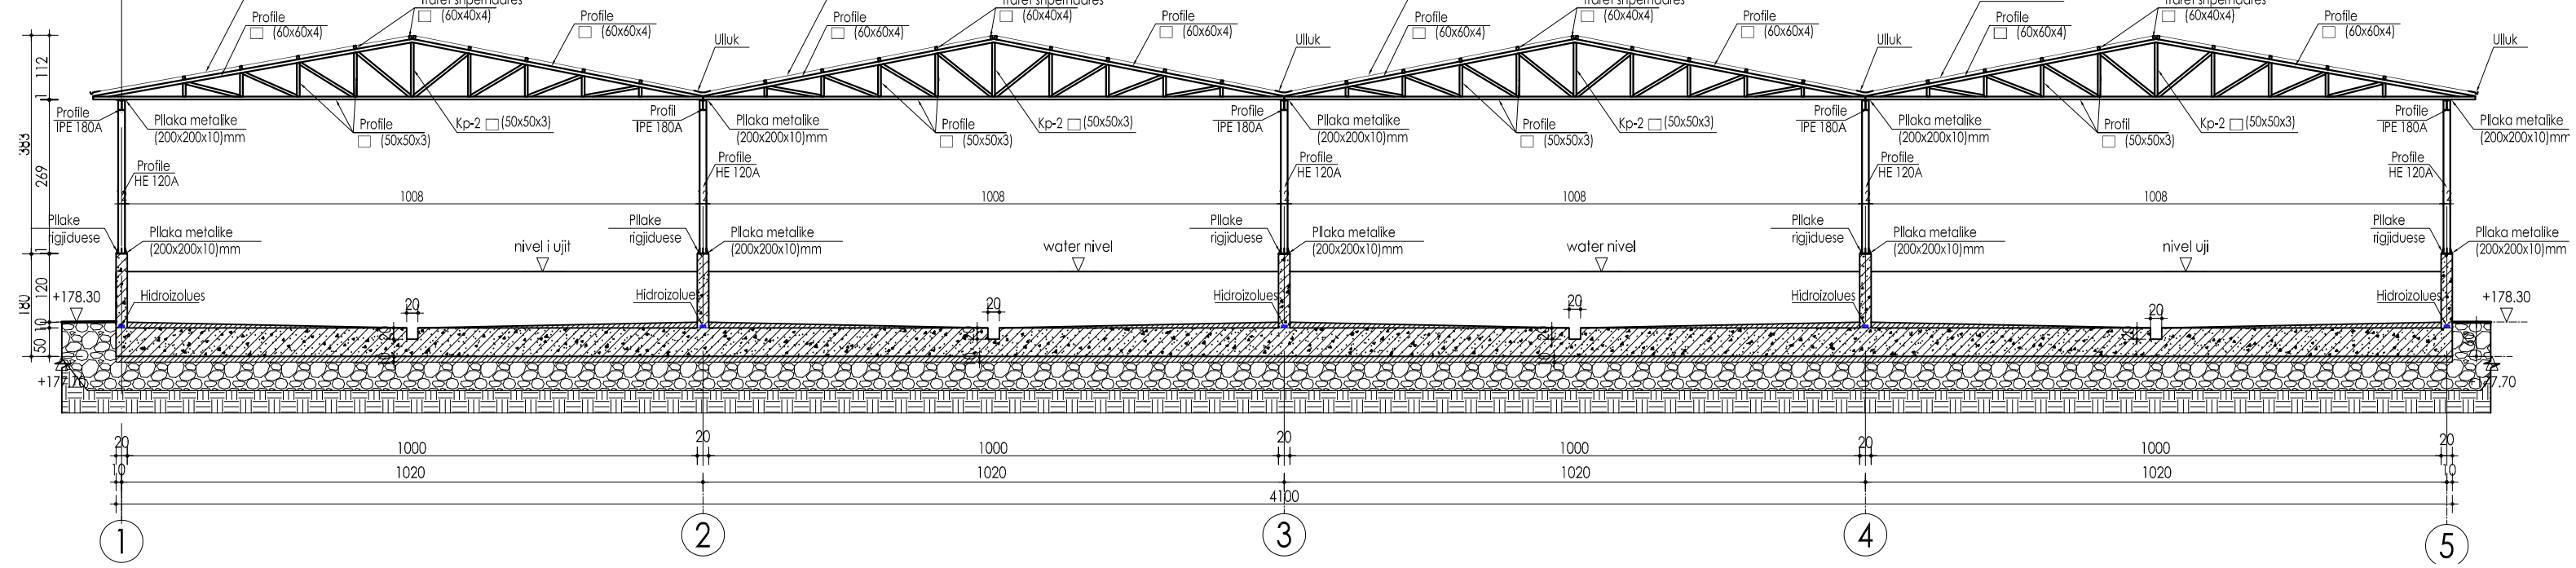 Profile
□ (60x60x4)
□ (60x40x4)
Profile
□ (60x60x4)
Profile
□ (60x60x4)
□ (60x40x4)
Profile
□ (60x60x4)
Profile
□ (60x60x4)
□ (60x40x4)
Profile
□ (60x60x4)
Profile
□ (60x60x4)
□ (60x40x4)
Profile
□ (60x60x4)
Ulluk
Ulluk
Ulluk
Ulluk
112
1
383
269
1
180
120
10
50
Profile
IPE 180A
Pllaka metalike
(200x200x10)mm
Profile
□ (50x50x3)
Kp-2 □ (50x50x3)
Profil
IPE 180A
Pllaka metalike
(200x200x10)mm
Profile
□ (50x50x3)
Kp-2 □ (50x50x3)
Profile
IPE 180A
Pllaka metalike
(200x200x10)mm
Profile
□ (50x50x3)
Kp-2 □ (50x50x3)
Profile
IPE 180A
Pllaka metalike
(200x200x10)mm
Profil
□ (50x50x3)
Kp-2 □ (50x50x3)
Profile
IPE 180A
Pllaka metalike
(200x200x10)mm
Profile
HE 120A
Profile
HE 120A
Profile
HE 120A
Profile
HE 120A
Profile
HE 120A
1008
1008
1008
1008
Pllake
rigjiduese
Pllaka metalike
(200x200x10)mm
Pllake
rigjiduese
Pllaka metalike
(200x200x10)mm
Pllake
rigjiduese
Pllaka metalike
(200x200x10)mm
Pllake
rigjiduese
Pllaka metalike
(200x200x10)mm
Pllake
rigjiduese
Pllaka metalike
(200x200x10)mm
nivel i ujit
water nivel
water nivel
nivel uji
+178.30
Hidroizolues
20
Hidroizolues
20
Hidroizolues
20
Hidroizolues
20
Hidroizolues
+178.30
20 1000 20 1000 20 1000 20 1000 20
10 1020 1020 1020 1020 10
4100
1 2 3 4 5